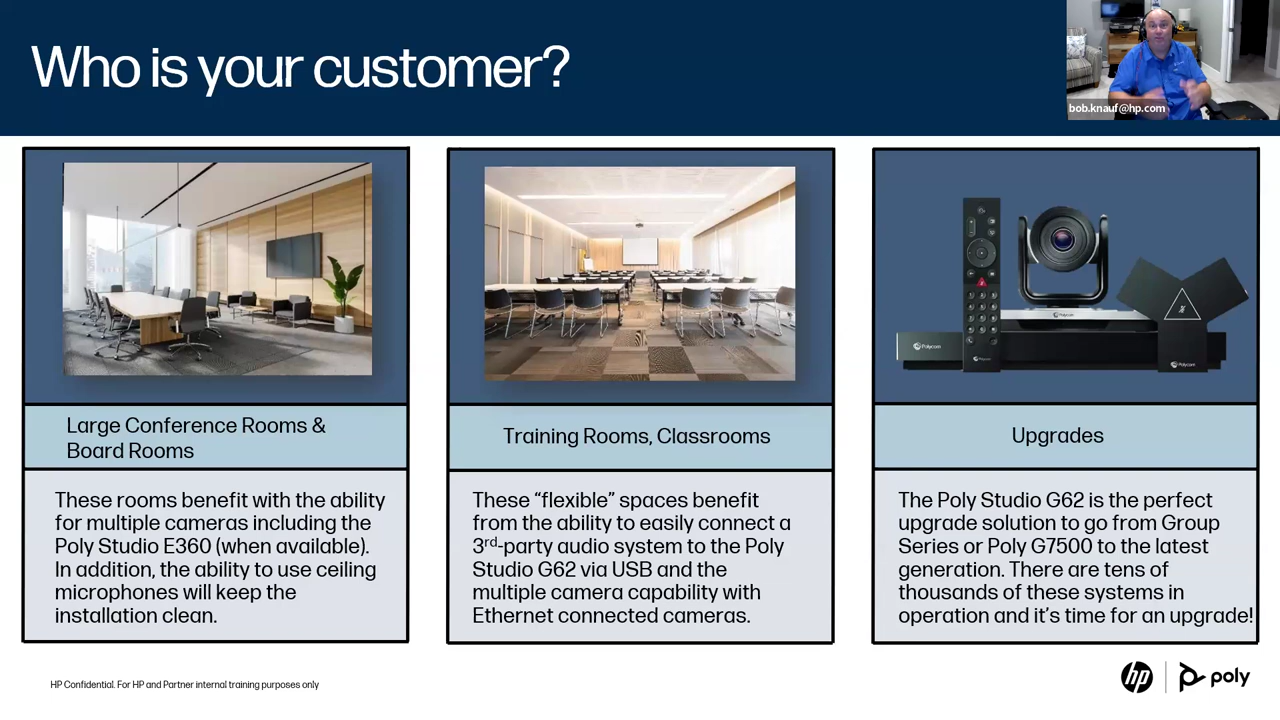 Who is your customer?
bob.knauf@hp.com
Polycom
Polycom
Polycom
Polycom
Large Conference Rooms &
Board Rooms
These rooms benefit with the ability
for multiple cameras including the
Poly Studio E360 (when available).
In addition, the ability to use ceiling
microphones will keep the
installation clean.
Training Rooms, Classrooms
These “flexible” spaces benefit
from the ability to easily connect a
3rd-party audio system to the Poly
Studio G62 via USB and the
multiple camera capability with
Ethernet connected cameras.
Upgrades
The Poly Studio G62 is the perfect
upgrade solution to go from Group
Series or Poly G7500 to the latest
generation. There are tens of
thousands of these systems in
operation and it’s time for an upgrade!
HP Confidential. For HP and Partner internal training purposes only
hp
poly